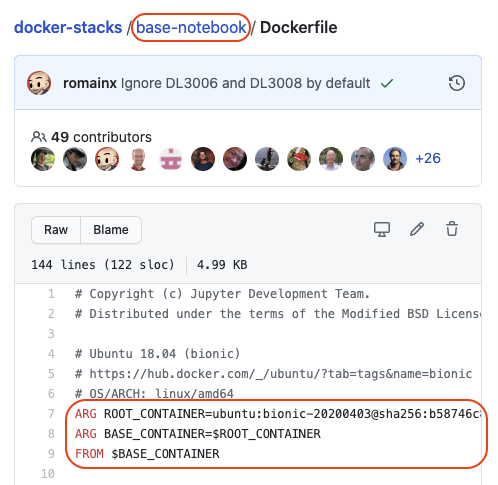 docker-stacks / base-notebook / Dockerfile
romainx Ignore DL3006 and DL3008 by default
49 contributors
+26
Raw Blame
144 lines (122 sloc) 4.99 KB
1 # Copyright (c) Jupyter Development Team.
2 # Distributed under the terms of the Modified BSD License
3
4 # Ubuntu 18.04 (bionic)
5 # https://hub.docker.com/_/ubuntu/?tab=tags&name=bionic
6 # OS/ARCH: linux/amd64
7 ARG ROOT_CONTAINER=ubuntu:bionic-20200403@sha256:b58746c8
8 ARG BASE_CONTAINER=$ROOT_CONTAINER
9 FROM $BASE_CONTAINER
10